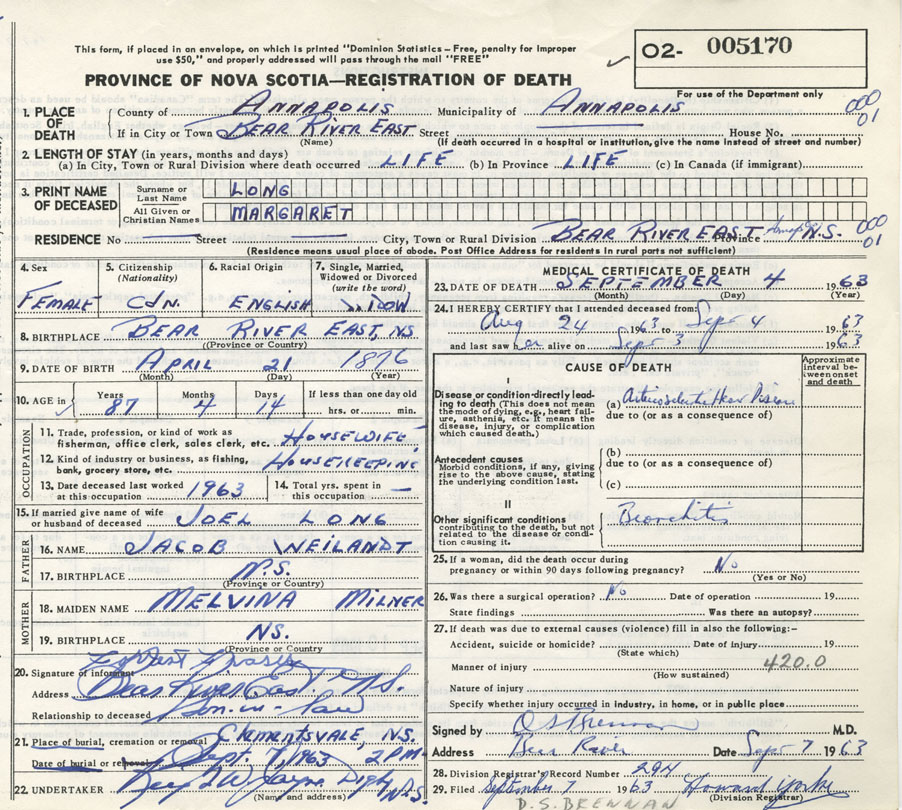 This form, if placed in an envelope, on which is printed "Dominion Statistics – Free, penalty for improper
use $50," and properly addressed will pass through the mail "FREE"
O2- 005170
For use of the Department only
PROVINCE OF NOVA SCOTIA—REGISTRATION OF DEATH
1. PLACE OF DEATH
County of ANNAPOLIS Municipality of ANNAPOLIS 000
If in City or Town BEAR RIVER EAST Street House No. 01
(Name) (If death occurred in a hospital or institution, give the name instead of street and number)
2. LENGTH OF STAY (in years, months and days)
(a) In City, Town or Rural Division where death occurred LIFE (b) In Province LIFE (c) In Canada (if immigrant)
3. PRINT NAME OF DECEASED
Surname or Last Name LONG
All Given or Christian Names MARGARET
RESIDENCE No Street City, Town or Rural Division BEAR RIVER EAST Province N.S. 000 01
(Residence means usual place of abode. Post Office Address for residents in rural parts not sufficient)
4. Sex FEMALE
5. Citizenship (Nationality) Cdn.
6. Racial Origin ENGLISH
7. Single, Married, Widowed or Divorced (write the word) WIDOW
8. BIRTHPLACE BEAR RIVER EAST, NS
(Province or Country)
9. DATE OF BIRTH APRIL 21 1876
(Month) (Day) (Year)
10. AGE in Years 87 Months 4 Days 14 If less than one day old hrs. or min.
OCCUPATION
11. Trade, profession, or kind of work as
fisherman, office clerk, sales clerk, etc. HOUSEWIFE
12. Kind of industry or business, as fishing,
bank, grocery store, etc. HOUSEKEEPING
13. Date deceased last worked
at this occupation 1963
14. Total yrs. spent in
this occupation —
15. If married give name of wife
or husband of deceased JOEL LONG
FATHER
16. NAME JACOB WEILANDT
17. BIRTHPLACE N.S.
(Province or Country)
MOTHER
18. MAIDEN NAME MELVINA MILNER
19. BIRTHPLACE NS.
(Province or Country)
20. Signature of informant
Address Bear River East, N.S.
Relationship to deceased Son-in-law
21. Place of burial, cremation or removal Clementsvale, N.S.
Date of burial or removal Sept. 7, 1963 2 PM
22. UNDERTAKER N.S.
(Name and address)
MEDICAL CERTIFICATE OF DEATH
23. DATE OF DEATH SEPTEMBER 4 1963
(Month) (Day) (Year)
24. I HEREBY CERTIFY that I attended deceased from:
Aug 24 1963 to Sept 4 1963
and last saw her alive on Sept 3 1963
CAUSE OF DEATH
Approximate interval between onset and death
I
Disease or condition directly leading
to death (This does not mean
the mode of dying, e.g., heart failure,
asthenia, etc. It means the
disease, injury, or complication
which caused death.)
(a) Arteriosclerotic Heart Disease
due to (or as a consequence of)
Antecedent causes
Morbid conditions, if any, giving
rise to the above cause, stating
the underlying condition last.
(b)
due to (or as a consequence of)
(c)
II
Other significant conditions
contributing to the death, but not
related to the disease or condition
causing it.
Bronchitis
25. If a woman, did the death occur during
pregnancy or within 90 days following pregnancy? No
(Yes or No)
26. Was there a surgical operation? No Date of operation 19
State findings Was there an autopsy?
27. If death was due to external causes (violence) fill in also the following:–
Accident, suicide or homicide? Date of injury 19
(State which)
Manner of injury 420.0
(How sustained)
Nature of injury
Specify whether injury occurred in industry, in home, or in public place
Signed by D S Brennan M.D.
Address Bear River Date Sept 7 1963
28. Division Registrar's Record Number 294
29. Filed September 7 1963 Howard Yorke
(Division Registrar)
D.S. BRENNAN